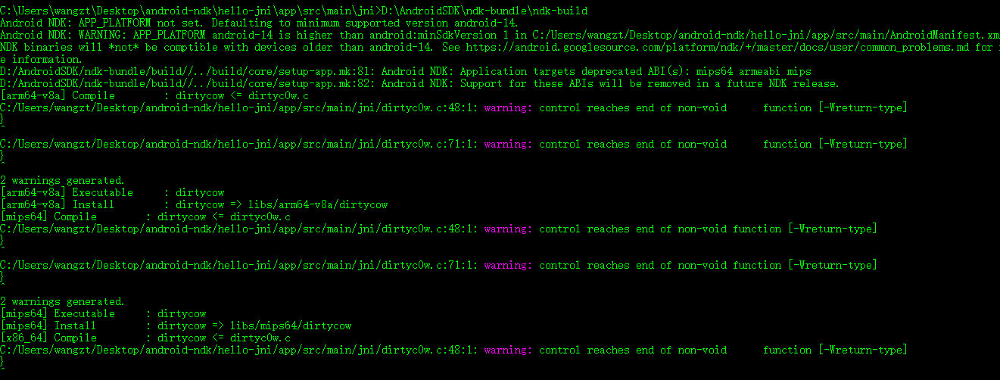 C:\Users\wangzt\Desktop\android-ndk\hello-jni\app\src\main\jni>D:\AndroidSDK\ndk-bundle\ndk-build
Android NDK: APP_PLATFORM not set. Defaulting to minimum supported version android-14.
Android NDK: WARNING: APP_PLATFORM android-14 is higher than android:minSdkVersion 1 in C:/Users/wangzt/Desktop/android-ndk/hello-jni/app/src/main/AndroidManifest.xm
NDK binaries will *not* be comptible with devices older than android-14. See https://android.googlesource.com/platform/ndk/+/master/docs/user/common_problems.md for m
e information.
D:/AndroidSDK/ndk-bundle/build//../build/core/setup-app.mk:81: Android NDK: Application targets deprecated ABI(s): mips64 armeabi mips
D:/AndroidSDK/ndk-bundle/build//../build/core/setup-app.mk:82: Android NDK: Support for these ABIs will be removed in a future NDK release.
[arm64-v8a] Compile        : dirtycow <= dirtyc0w.c
C:/Users/wangzt/Desktop/android-ndk/hello-jni/app/src/main/jni/dirtyc0w.c:48:1: warning: control reaches end of non-void      function [-Wreturn-type]
}
^
C:/Users/wangzt/Desktop/android-ndk/hello-jni/app/src/main/jni/dirtyc0w.c:71:1: warning: control reaches end of non-void      function [-Wreturn-type]
}
^
2 warnings generated.
[arm64-v8a] Executable     : dirtycow
[arm64-v8a] Install        : dirtycow => libs/arm64-v8a/dirtycow
[mips64] Compile        : dirtycow <= dirtyc0w.c
C:/Users/wangzt/Desktop/android-ndk/hello-jni/app/src/main/jni/dirtyc0w.c:48:1: warning: control reaches end of non-void function [-Wreturn-type]
}
^
C:/Users/wangzt/Desktop/android-ndk/hello-jni/app/src/main/jni/dirtyc0w.c:71:1: warning: control reaches end of non-void function [-Wreturn-type]
}
^
2 warnings generated.
[mips64] Executable     : dirtycow
[mips64] Install        : dirtycow => libs/mips64/dirtycow
[x86_64] Compile        : dirtycow <= dirtyc0w.c
C:/Users/wangzt/Desktop/android-ndk/hello-jni/app/src/main/jni/dirtyc0w.c:48:1: warning: control reaches end of non-void      function [-Wreturn-type]
}
^